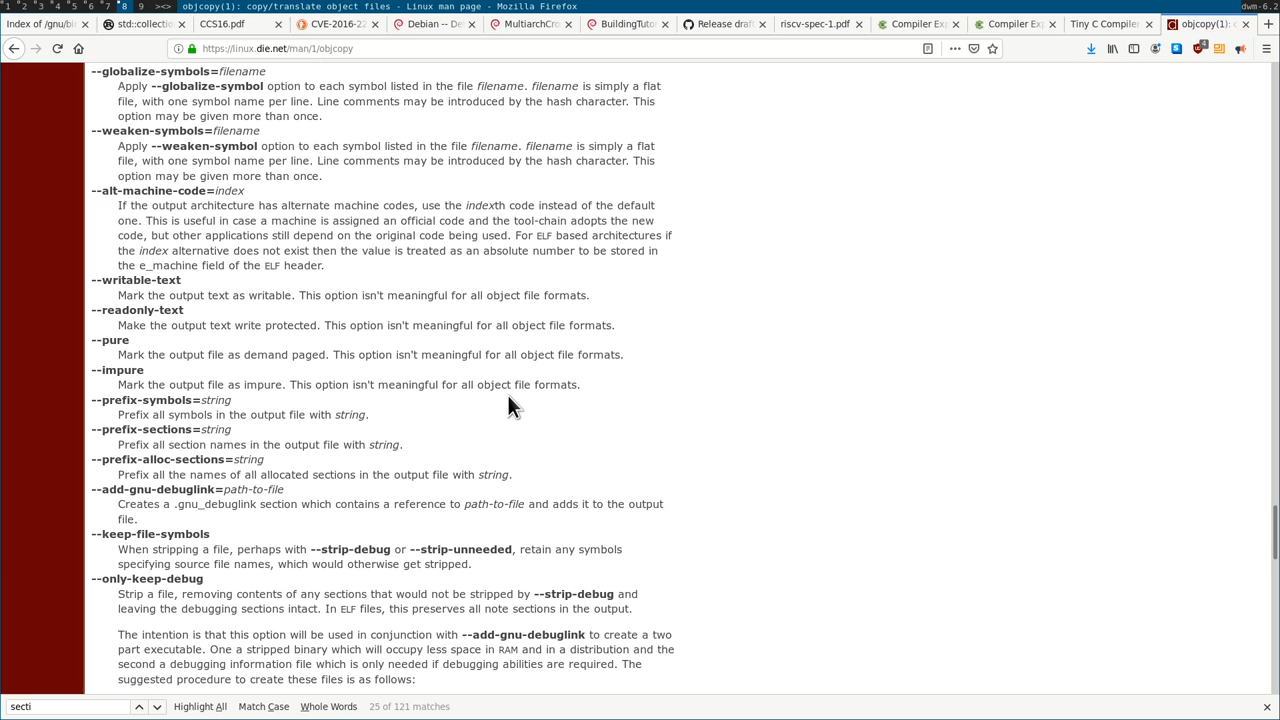 1 2 3 4 5 6 7 8 9 >< objcopy(1): copy/translate object files - Linux man page - Mozilla Firefox dwm-6.2
Index of /gnu/bin std::collectio CCS16.pdf CVE-2016-22 Debian -- De MultiarchCro BuildingTutor Release draft riscv-spec-1.pdf Compiler Exp Compiler Exp Tiny C Compiler objcopy(1): c
https://linux.die.net/man/1/objcopy
--globalize-symbols=filename
Apply --globalize-symbol option to each symbol listed in the file filename. filename is simply a flat
file, with one symbol name per line. Line comments may be introduced by the hash character. This
option may be given more than once.
--weaken-symbols=filename
Apply --weaken-symbol option to each symbol listed in the file filename. filename is simply a flat
file, with one symbol name per line. Line comments may be introduced by the hash character. This
option may be given more than once.
--alt-machine-code=index
If the output architecture has alternate machine codes, use the indexth code instead of the default
one. This is useful in case a machine is assigned an official code and the tool-chain adopts the new
code, but other applications still depend on the original code being used. For ELF based architectures if
the index alternative does not exist then the value is treated as an absolute number to be stored in
the e_machine field of the ELF header.
--writable-text
Mark the output text as writable. This option isn't meaningful for all object file formats.
--readonly-text
Make the output text write protected. This option isn't meaningful for all object file formats.
--pure
Mark the output file as demand paged. This option isn't meaningful for all object file formats.
--impure
Mark the output file as impure. This option isn't meaningful for all object file formats.
--prefix-symbols=string
Prefix all symbols in the output file with string.
--prefix-sections=string
Prefix all section names in the output file with string.
--prefix-alloc-sections=string
Prefix all the names of all allocated sections in the output file with string.
--add-gnu-debuglink=path-to-file
Creates a .gnu_debuglink section which contains a reference to path-to-file and adds it to the output
file.
--keep-file-symbols
When stripping a file, perhaps with --strip-debug or --strip-unneeded, retain any symbols
specifying source file names, which would otherwise get stripped.
--only-keep-debug
Strip a file, removing contents of any sections that would not be stripped by --strip-debug and
leaving the debugging sections intact. In ELF files, this preserves all note sections in the output.
The intention is that this option will be used in conjunction with --add-gnu-debuglink to create a two
part executable. One a stripped binary which will occupy less space in RAM and in a distribution and the
second a debugging information file which is only needed if debugging abilities are required. The
suggested procedure to create these files is as follows:
secti Highlight All Match Case Whole Words 25 of 121 matches